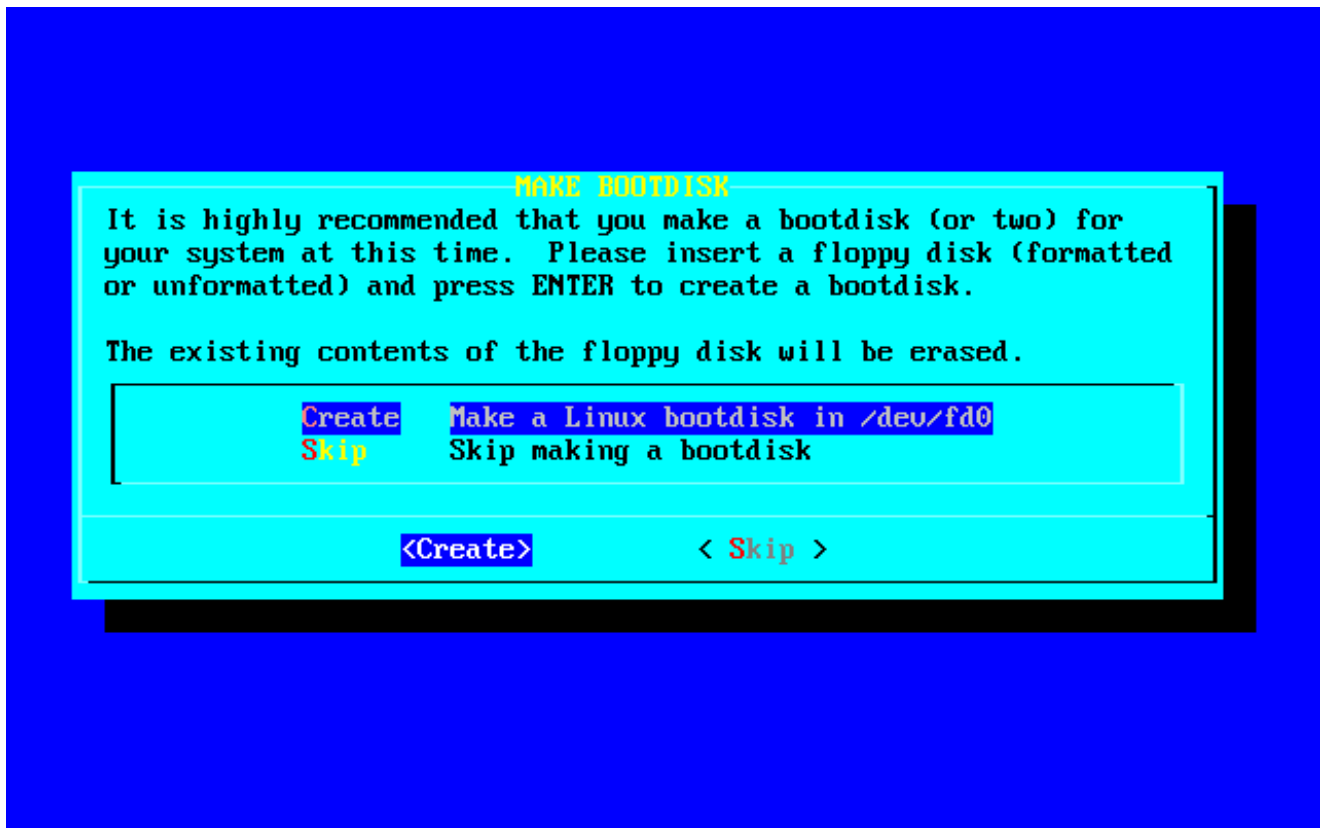 MAKE BOOTDISK
It is highly recommended that you make a bootdisk (or two) for
your system at this time.  Please insert a floppy disk (formatted
or unformatted) and press ENTER to create a bootdisk.
The existing contents of the floppy disk will be erased.
Create   Make a Linux bootdisk in /dev/fd0
Skip     Skip making a bootdisk
<Create>          < Skip >